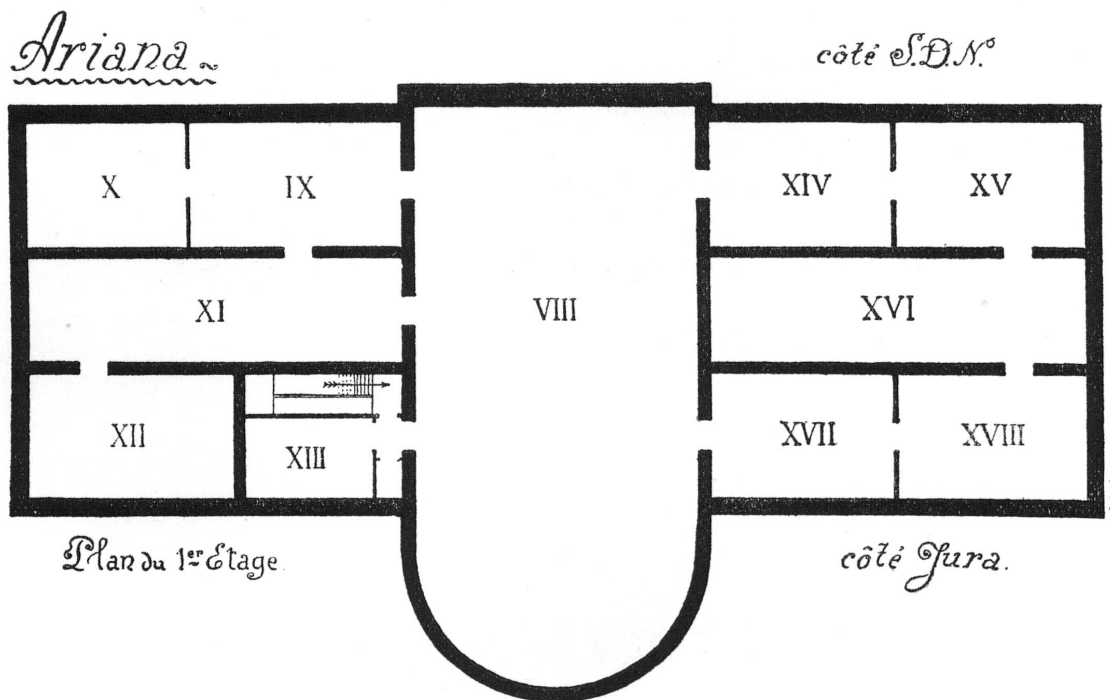 Ariana
côté S.D.N.
X
IX
XIV
XV
XI
VIII
XVI
XII
XIII
XVII
XVIII
Plan du 1er Etage.
côté Jura.